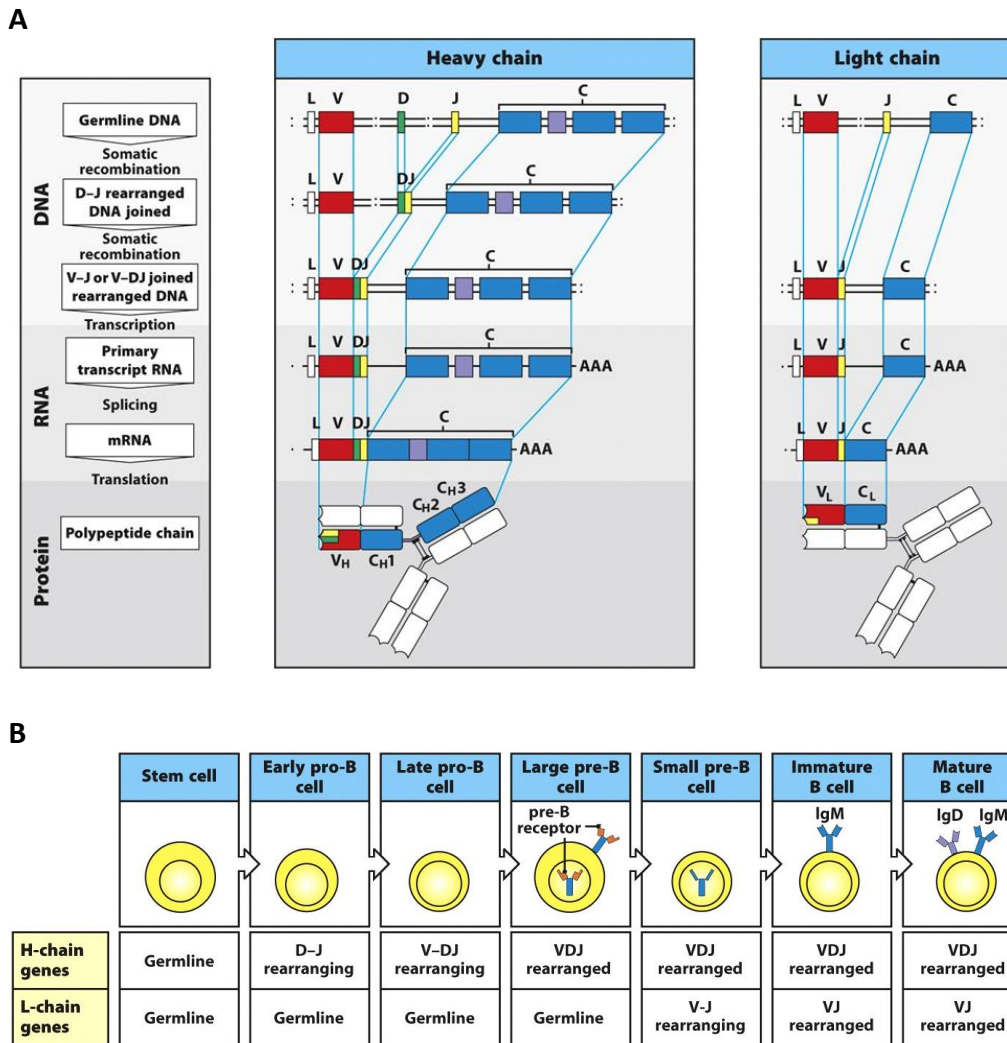 A
Heavy chain
Light chain
DNA
Germline DNA
Somatic
recombination
D–J rearranged
DNA joined
Somatic
recombination
V–J or V–DJ joined
rearranged DNA
Transcription
RNA
Primary
transcript RNA
Splicing
mRNA
Translation
Protein
Polypeptide chain
L V D J C
L V DJ C
L V DJ C
L V DJ C
AAA
L V DJ C
AAA
CH2 CH3
VH CH1
L V J C
L V J C
L V J C
AAA
L V J C
AAA
VL CL
B
Stem cell
Early pro-B
cell
Late pro-B
cell
Large pre-B
cell
Small pre-B
cell
Immature
B cell
Mature
B cell
pre-B
receptor
IgM
IgD IgM
H-chain
genes
Germline
D–J
rearranging
V–DJ
rearranging
VDJ
rearranged
VDJ
rearranged
VDJ
rearranged
VDJ
rearranged
L-chain
genes
Germline
Germline
Germline
Germline
V-J
rearranging
VJ
rearranged
VJ
rearranged